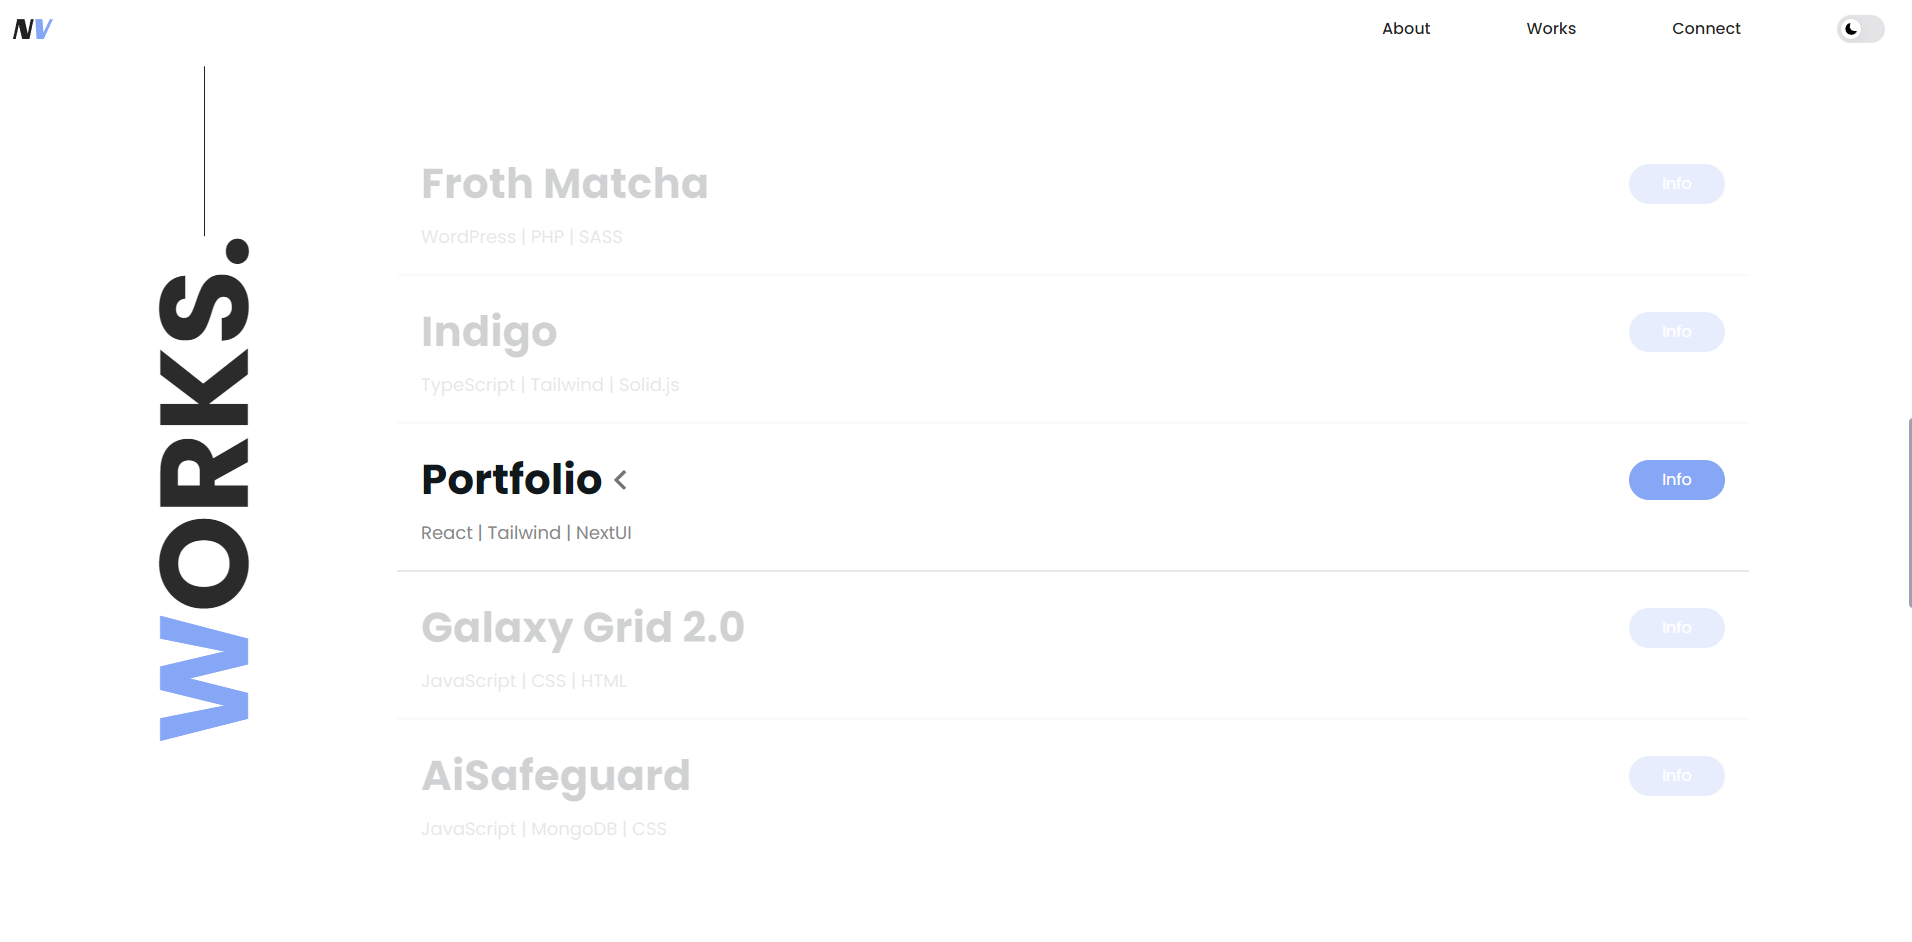 NV
About
Works
Connect
WORKS.
Froth Matcha
Info
WordPress | PHP | SASS
Indigo
Info
TypeScript | Tailwind | Solid.js
Portfolio
Info
React | Tailwind | NextUI
Galaxy Grid 2.0
Info
JavaScript | CSS | HTML
AiSafeguard
Info
JavaScript | MongoDB | CSS